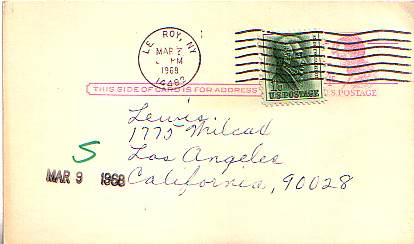 LE ROY, NY
MAR 7
PM
1968
14482
THIS SIDE OF CARD IS FOR ADDRESS
1¢
U.S. POSTAGE
U.S. POSTAGE
Lewis.
1775 Wilcox
Los Angeles
California, 90028
S
MAR 9 1968